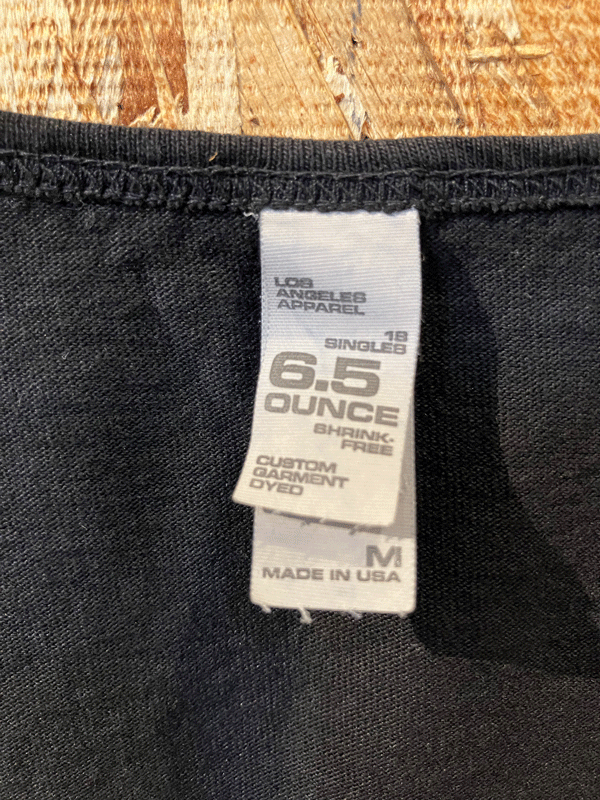 LOS
ANGELES
APPAREL
18
SINGLES
6.5
OUNCE
SHRINK-
FREE
CUSTOM
GARMENT
DYED
M
MADE IN USA